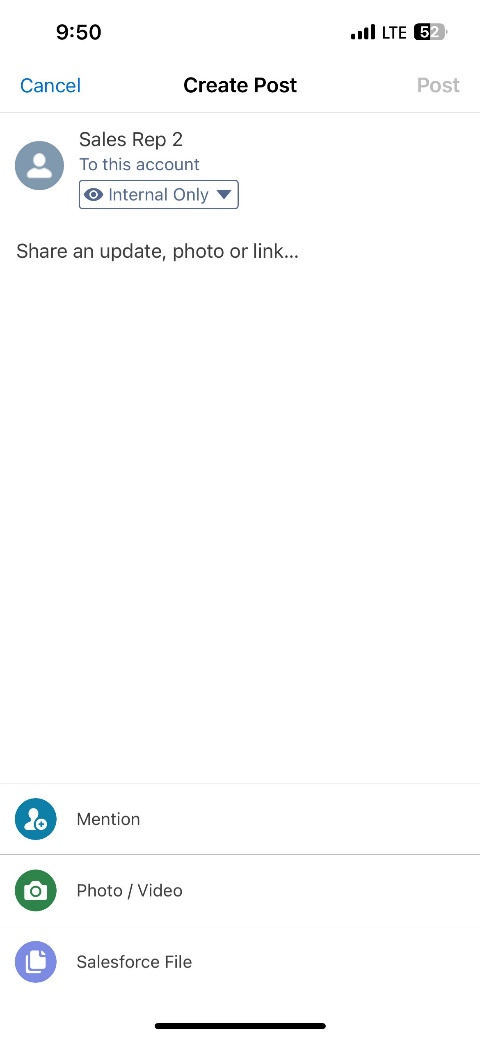 9:50
LTE
52
Cancel
Create Post
Post
Sales Rep 2
To this account
Internal Only
Share an update, photo or link...
Mention
Photo / Video
Salesforce File